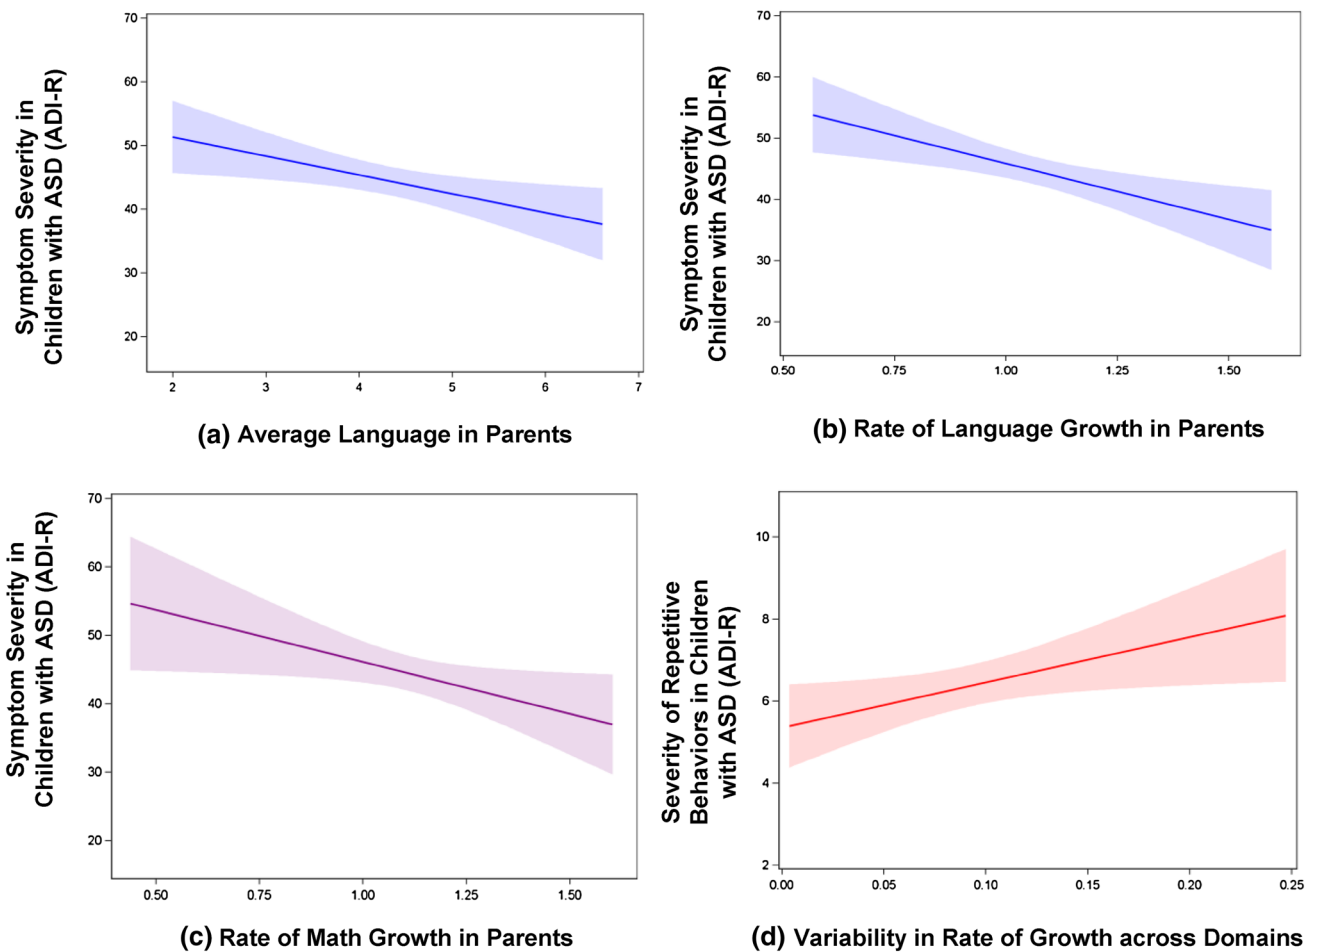 Symptom Severity in
Children with ASD (ADI-R)
70
60
50
40
30
20
2 3 4 5 6 7
(a) Average Language in Parents
Symptom Severity in
Children with ASD (ADI-R)
70
60
50
40
30
20
0.50 0.75 1.00 1.25 1.50
(b) Rate of Language Growth in Parents
Symptom Severity in
Children with ASD (ADI-R)
70
60
50
40
30
20
0.50 0.75 1.00 1.25 1.50
(c) Rate of Math Growth in Parents
Severity of Repetitive
Behaviors in Children
with ASD (ADI-R)
10
8
6
4
2
0.00 0.05 0.10 0.15 0.20 0.25
(d) Variability in Rate of Growth across Domains